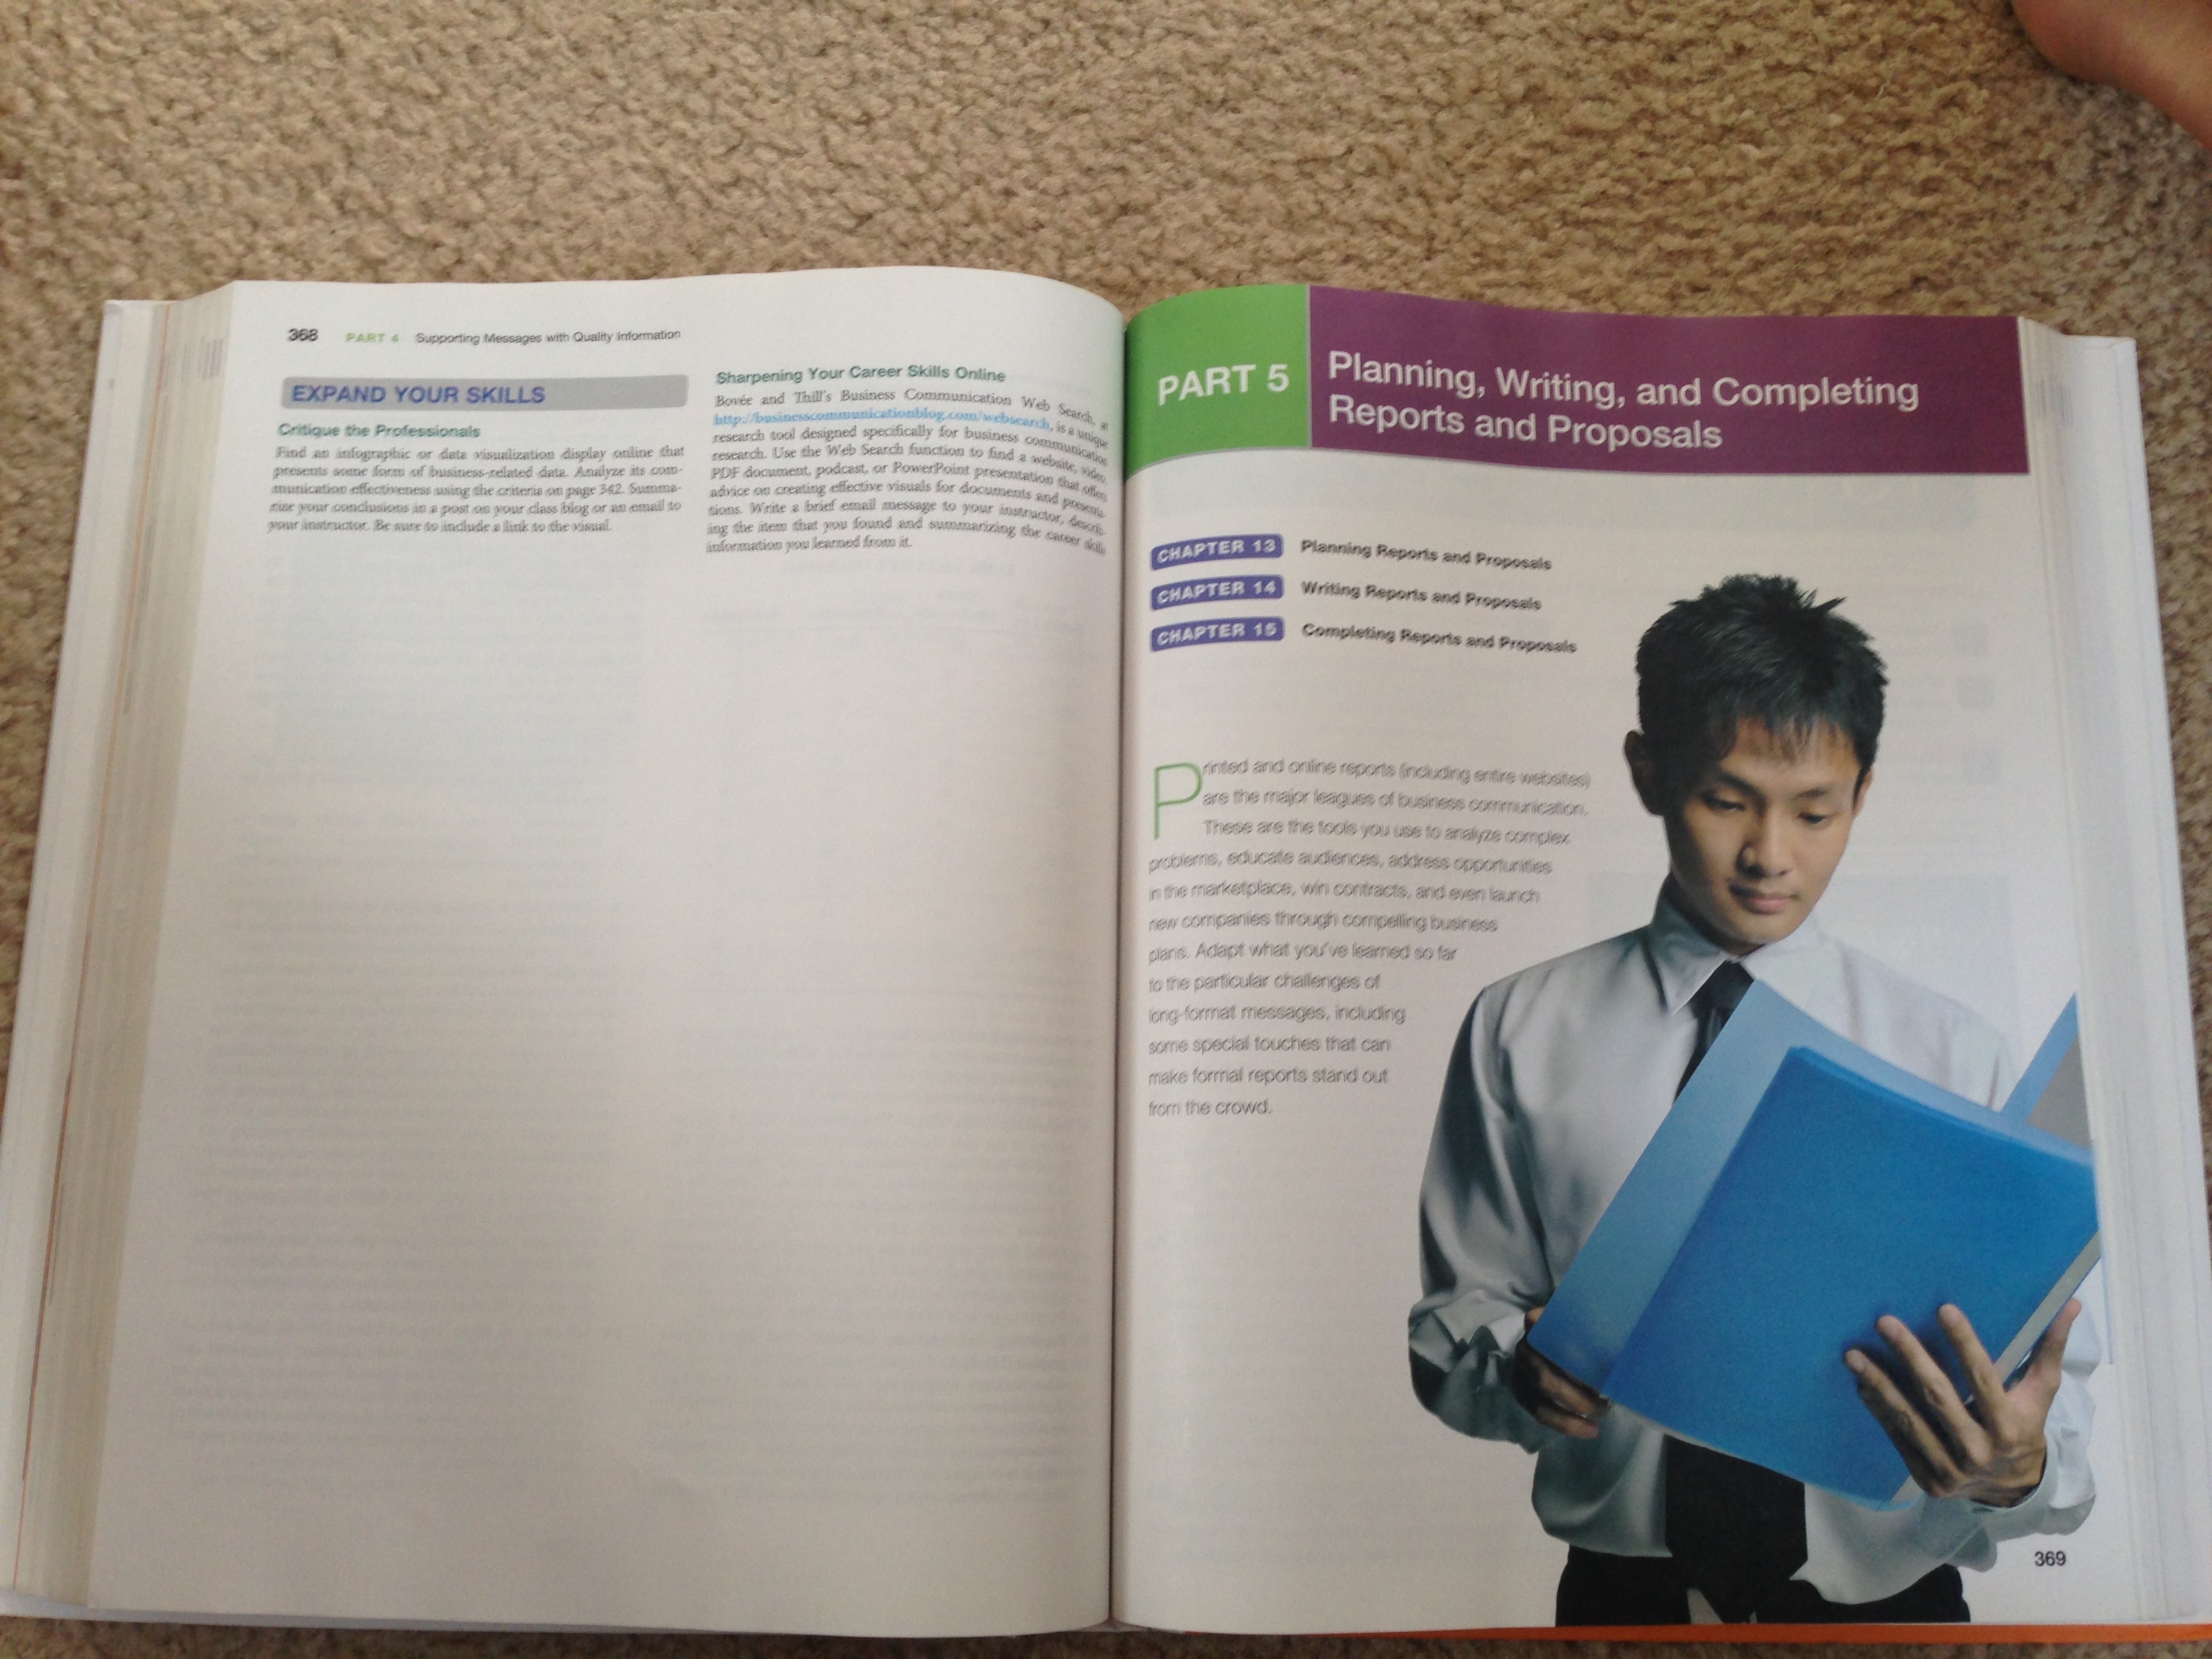 368 PART 4 Supporting Messages with Quality Information
EXPAND YOUR SKILLS
Critique the Professionals
Find an infographic or data visualization display online that
presents some form of business-related data. Analyze its com-
munication effectiveness using the criteria on page 342. Summa-
rize your conclusions in a post on your class blog or an email to
your instructor. Be sure to include a link to the visual.
Sharpening Your Career Skills Online
Bovée and Thill's Business Communication Web Search, at
http://businesscommunicationblog.com/websearch, is a unique
research tool designed specifically for business communication
research. Use the Web Search function to find a website, video,
PDF document, podcast, or PowerPoint presentation that offers
advice on creating effective visuals for documents and presenta-
tions. Write a brief email message to your instructor, describ-
ing the item that you found and summarizing the career skills
information you learned from it.
PART 5 Planning, Writing, and Completing
Reports and Proposals
CHAPTER 13 Planning Reports and Proposals
CHAPTER 14 Writing Reports and Proposals
CHAPTER 15 Completing Reports and Proposals
Printed and online reports (including entire websites)
are the major leagues of business communication.
These are the tools you use to analyze complex
problems, educate audiences, address opportunities
in the marketplace, win contracts, and even launch
new companies through compelling business
plans. Adapt what you've learned so far
to the particular challenges of
long-format messages, including
some special touches that can
make formal reports stand out
from the crowd.
369